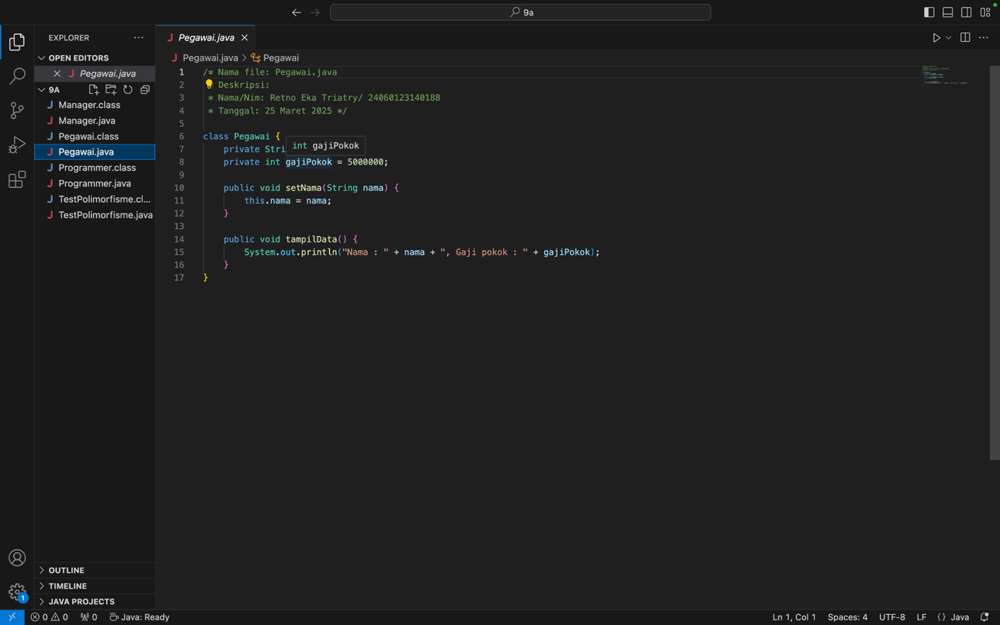 9a
EXPLORER
OPEN EDITORS
Pegawai.java
9A
Manager.class
Manager.java
Pegawai.class
Pegawai.java
Programmer.class
Programmer.java
TestPolimorfisme.cl...
TestPolimorfisme.java
OUTLINE
TIMELINE
JAVA PROJECTS
Pegawai.java
Pegawai.java > Pegawai
1 /* Nama file: Pegawai.java
2 Deskripsi:
3 * Nama/Nim: Retno Eka Triatry/ 24060123140188
4 * Tanggal: 25 Maret 2025 */
5
6 class Pegawai {
int gajiPokok
7 private Stri
8 private int gajiPokok = 5000000;
9
10 public void setNama(String nama) {
11 this.nama = nama;
12 }
13
14 public void tampilData() {
15 System.out.println("Nama : " + nama + ", Gaji pokok : " + gajiPokok);
16 }
17 }
1
0 0 0 Java: Ready Ln 1, Col 1 Spaces: 4 UTF-8 LF {} Java